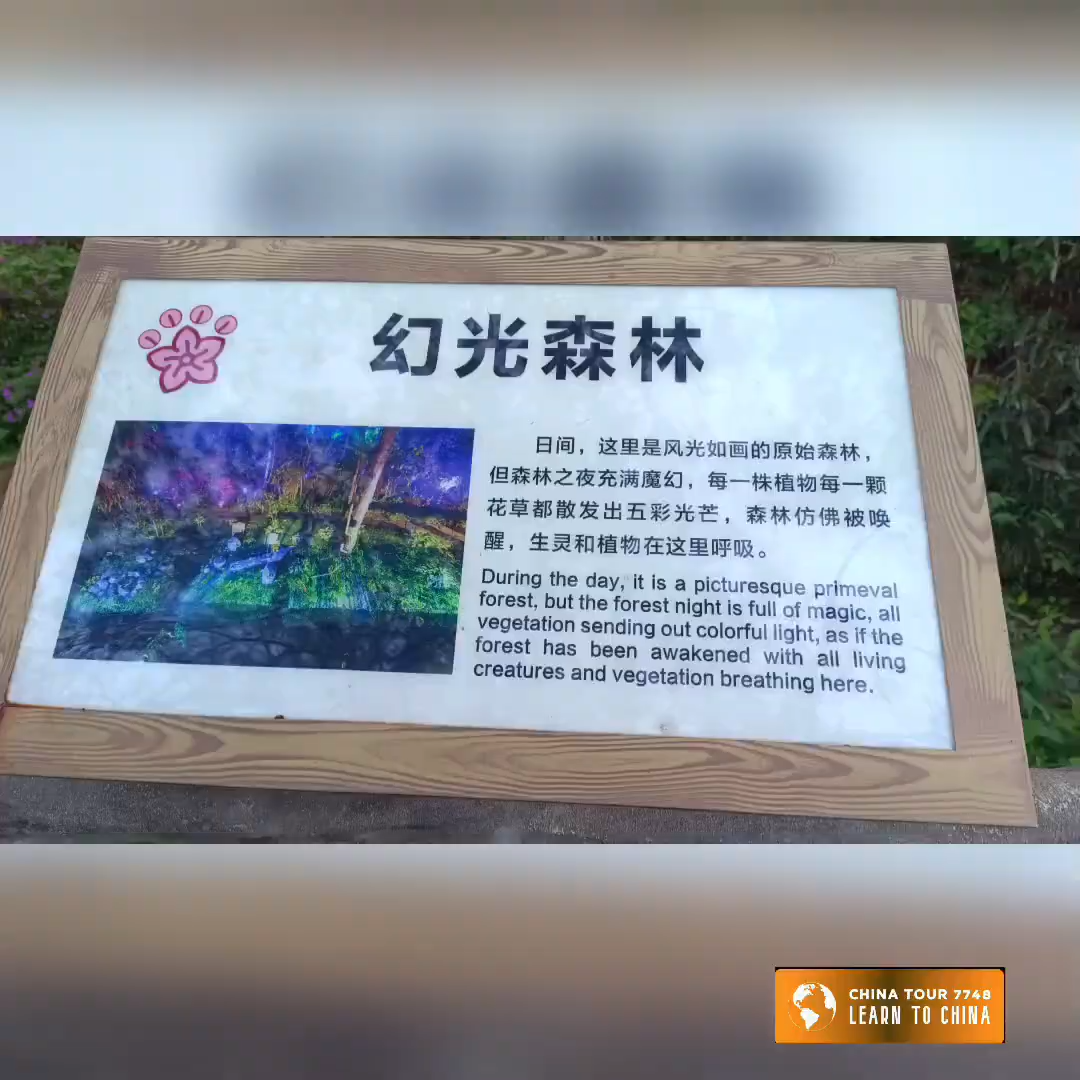 幻光森林
日间，这里是风光如画的原始森林，
但森林之夜充满魔幻，每一株植物每一颗
花草都散发出五彩光芒，森林仿佛被唤
醒，生灵和植物在这里呼吸。
During the day, it is a picturesque primeval
forest, but the forest night is full of magic, all
vegetation sending out colorful light, as if the
forest has been awakened with all living
creatures and vegetation breathing here.
CHINA TOUR 7748
LEARN TO CHINA